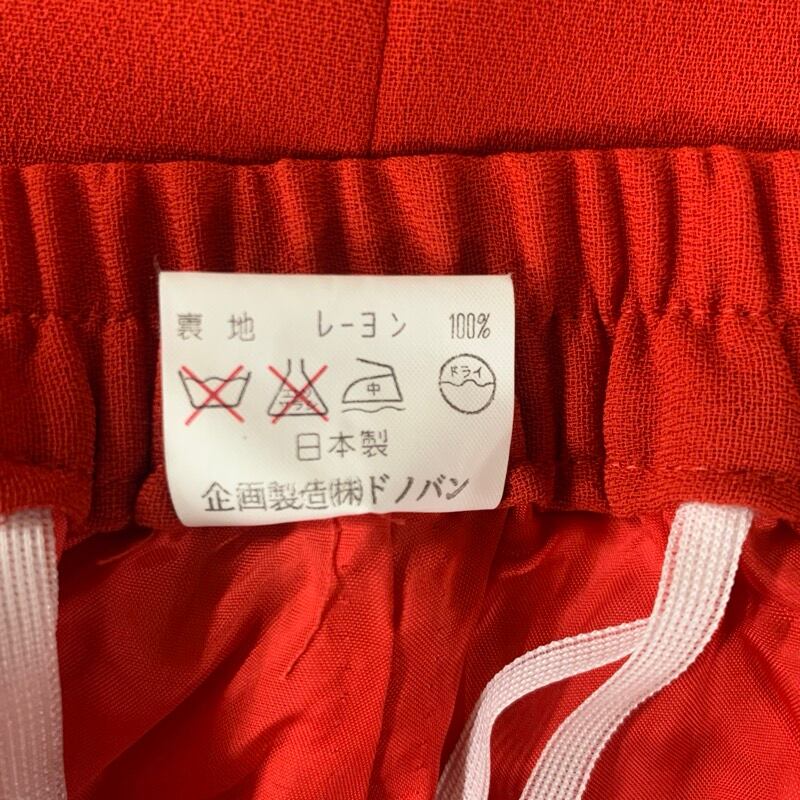 裏地 レーヨン 100%
中 ドライ
日本製
企画製造(株)ドノバン